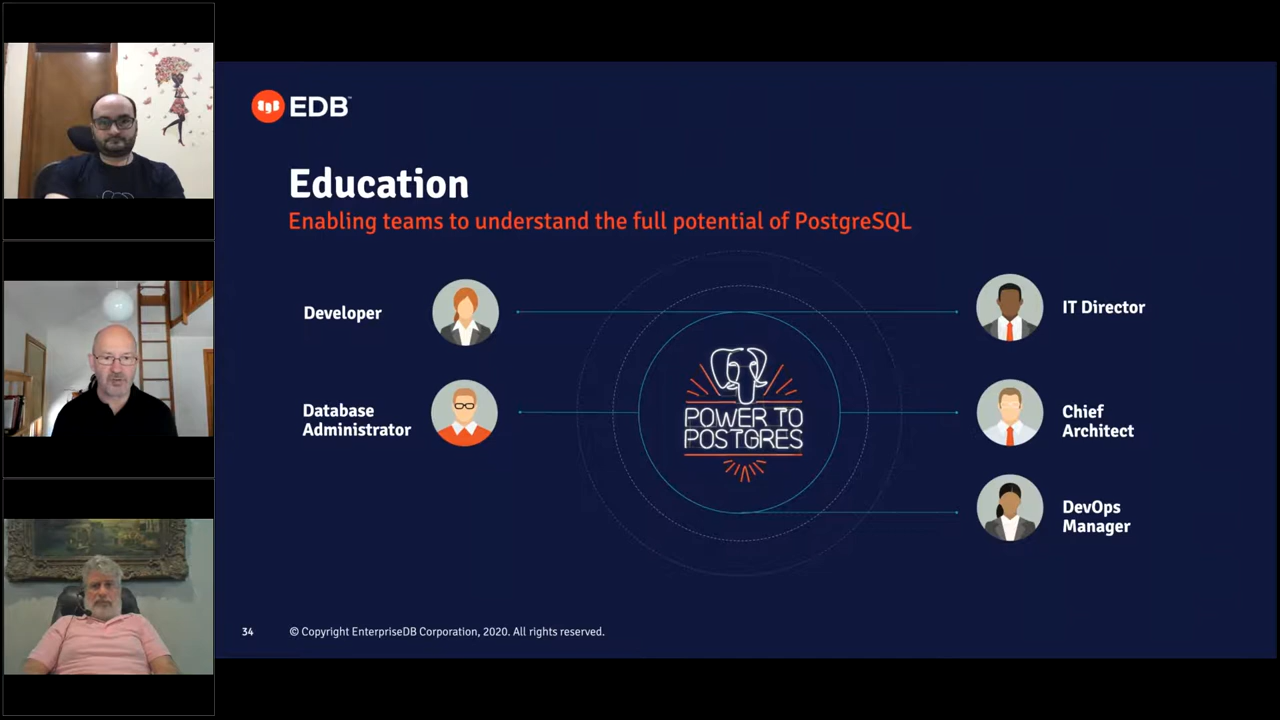 EDB™
Education
Enabling teams to understand the full potential of PostgreSQL
Developer
Database
Administrator
POWER TO
POSTGRES
IT Director
Chief
Architect
DevOps
Manager
34
© Copyright EnterpriseDB Corporation, 2020. All rights reserved.